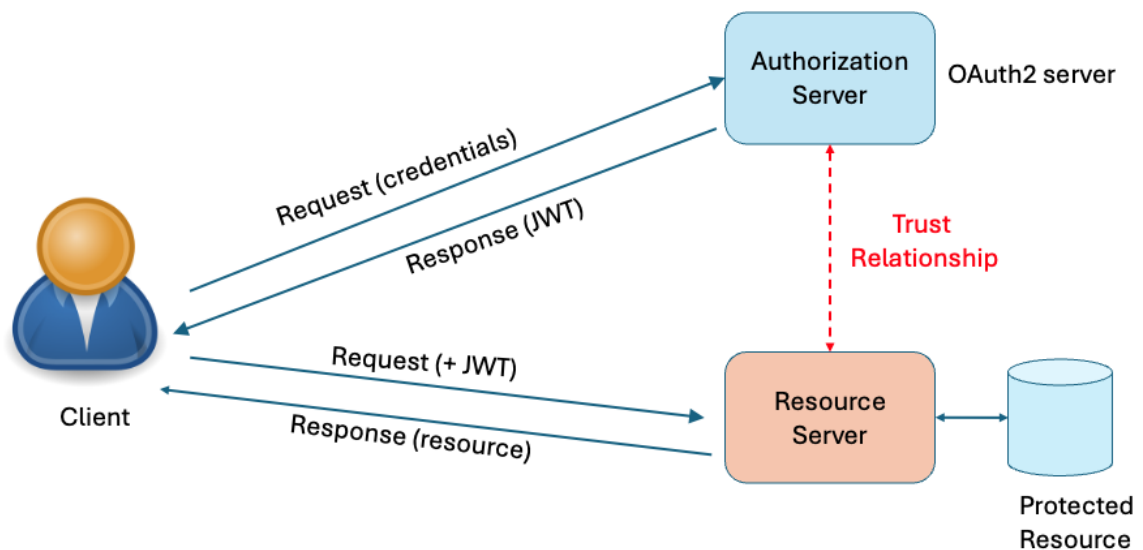 Authorization
Server
OAuth2 server
Request (credentials)
Response (JWT)
Trust
Relationship
Request (+ JWT)
Response (resource)
Client
Resource
Server
Protected
Resource